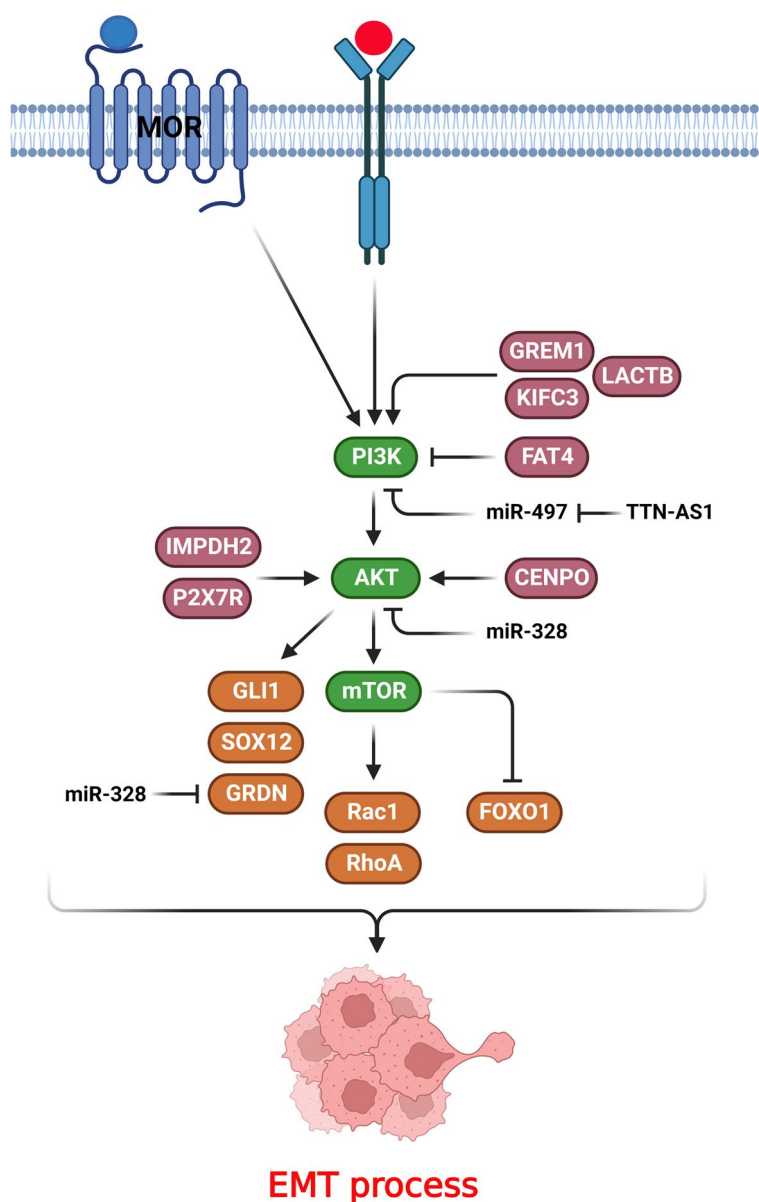 MOR
GREM1
LACTB
KIFC3
PI3K
FAT4
miR-497
TTN-AS1
IMPDH2
P2X7R
AKT
CENPO
miR-328
GLI1
mTOR
SOX12
miR-328
GRDN
Rac1
FOXO1
RhoA
EMT process